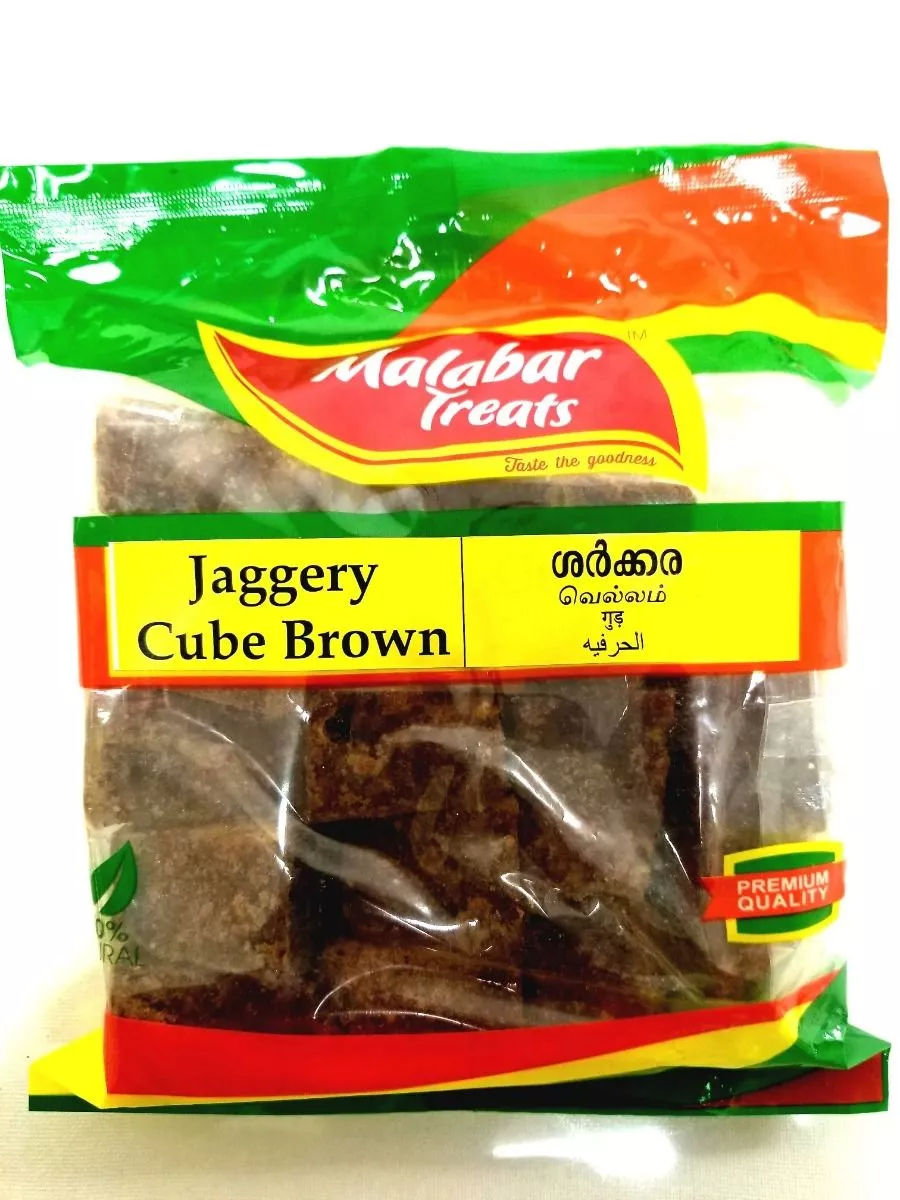 Malabar
Treats
TM
Taste the goodness
Jaggery
Cube Brown
ശർക്കര
வெல்லம்
गुड़
الحرفيه
PREMIUM
QUALITY